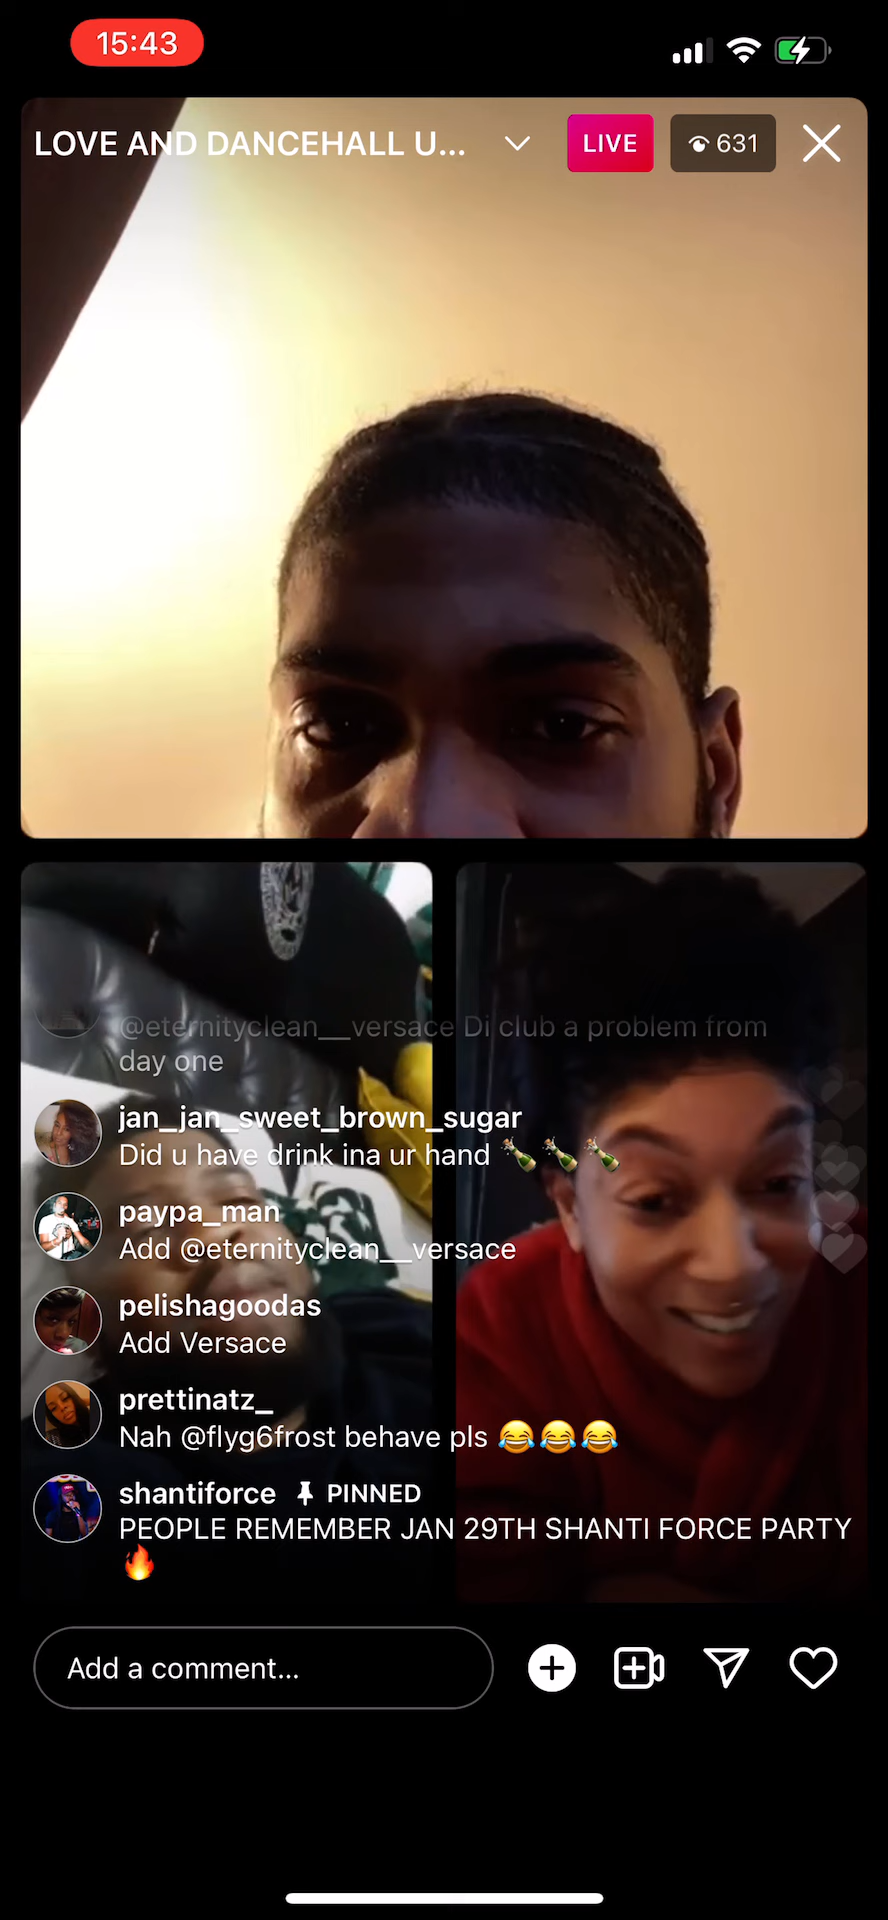 15:43
LOVE AND DANCEHALL U...
LIVE
631
@eternityclean__versace Di club a problem from
day one
jan_jan_sweet_brown_sugar
Did u have drink ina ur hand 🍾🍾🍾
paypa_man
Add @eternityclean__versace
pelishagoodas
Add Versace
prettinatz_
Nah @flyg6frost behave pls 😂😂😂
shantiforce 📌 PINNED
PEOPLE REMEMBER JAN 29TH SHANTI FORCE PARTY
🔥
Add a comment...